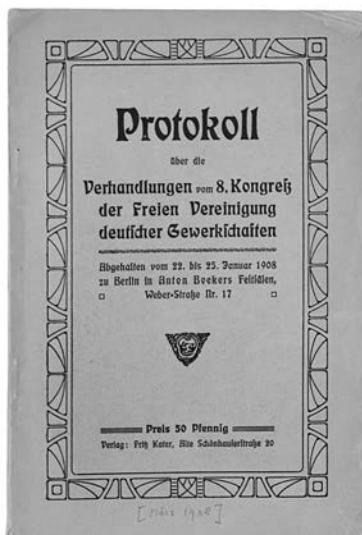 Protokoll
über die
Verhandlungen vom 8. Kongreß
der Freien Vereinigung
deutscher Gewerkschaften
Abgehalten vom 22. bis 25. Januar 1908
zu Berlin in Anton Boekers Festsälen,
Weber-Straße Nr. 17
Preis 50 Pfennig
Verlag: Fritz Kater, Alte Schönhauserstraße 20